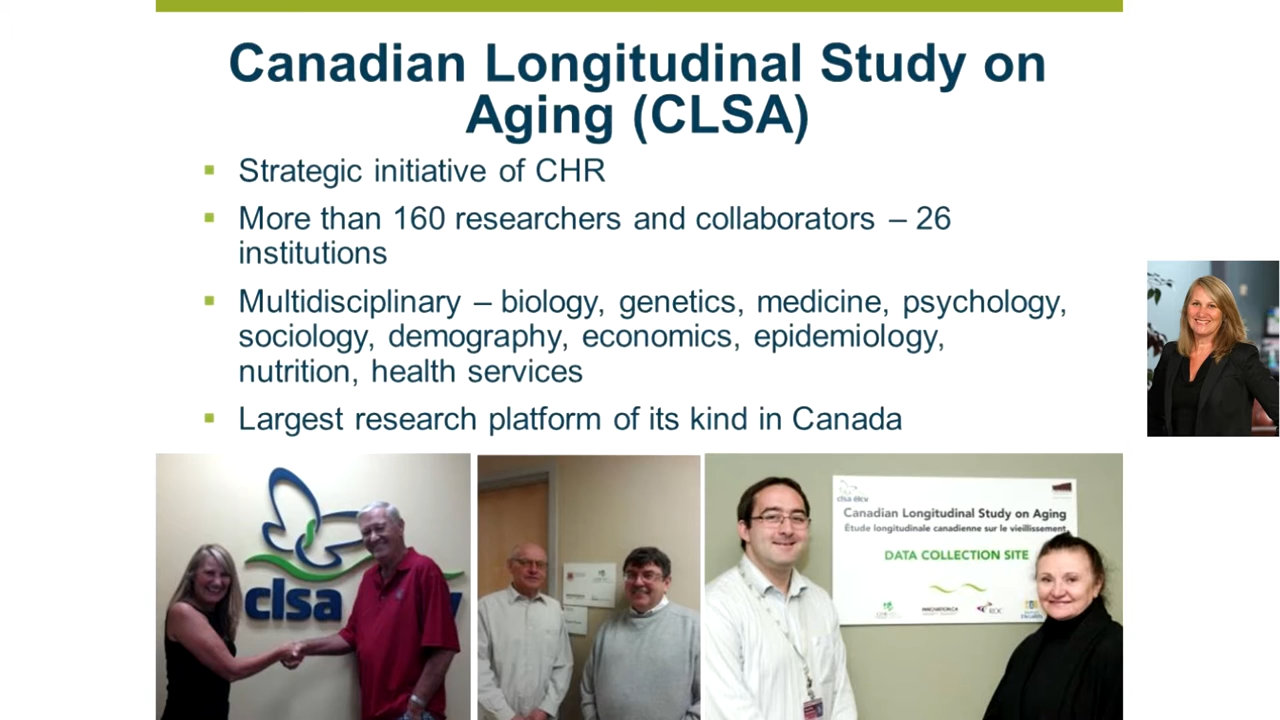 Canadian Longitudinal Study on
Aging (CLSA)
Strategic initiative of CHR
More than 160 researchers and collaborators – 26
institutions
Multidisciplinary – biology, genetics, medicine, psychology,
sociology, demography, economics, epidemiology,
nutrition, health services
Largest research platform of its kind in Canada
clsa
clsa élcv
Canadian Longitudinal Study on Aging
Étude longitudinale canadienne sur le vieillissement
DATA COLLECTION SITE